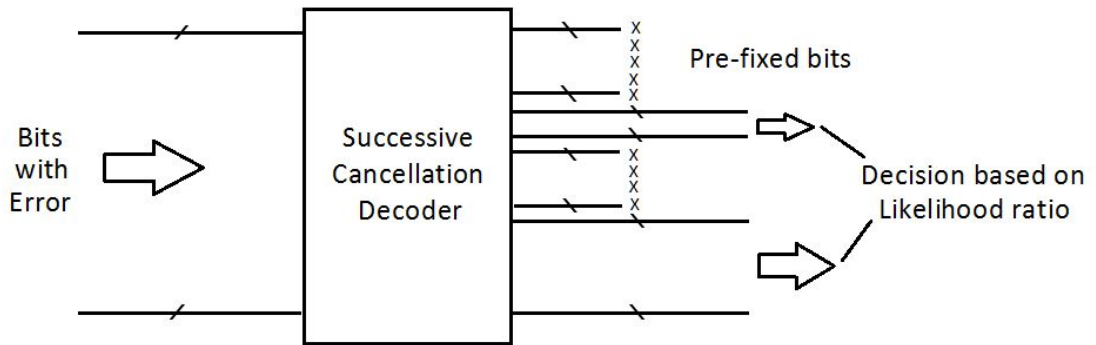 Bits
with
Error
Successive
Cancellation
Decoder
x
x
x
x
x
Pre-fixed bits
x
x
x
x
Decision based on
Likelihood ratio